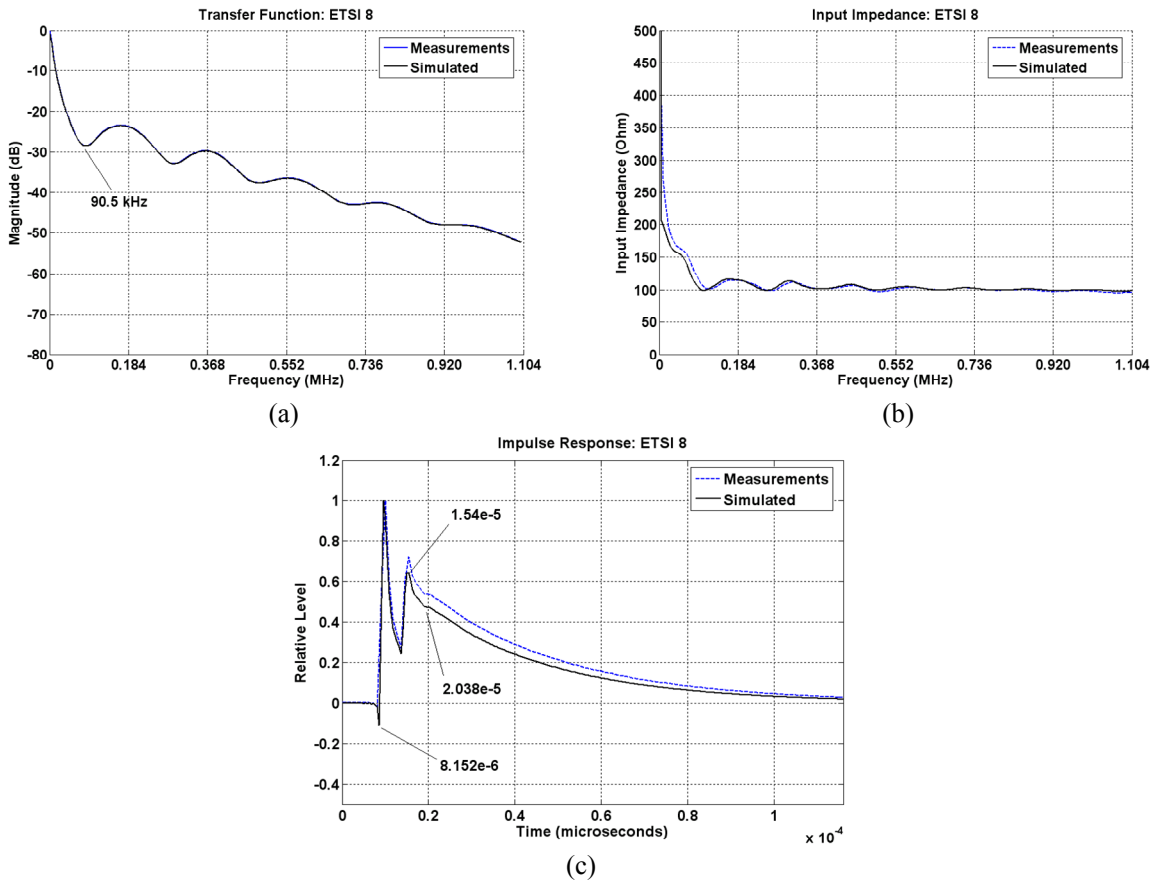 Transfer Function: ETSI 8
Measurements
Simulated
0
-10
-20
-30
-40
-50
-60
-70
-80
Magnitude (dB)
90.5 kHz
0 0.184 0.368 0.552 0.736 0.920 1.104
Frequency (MHz)
(a)
Input Impedance: ETSI 8
Measurements
Simulated
500
450
400
350
300
250
200
150
100
50
0
Input Impedance (Ohm)
0 0.184 0.368 0.552 0.736 0.920 1.104
Frequency (MHz)
(b)
Impulse Response: ETSI 8
Measurements
Simulated
1.2
1
0.8
0.6
0.4
0.2
0
-0.2
-0.4
Relative Level
1.54e-5
2.038e-5
8.152e-6
0 0.2 0.4 0.6 0.8 1
Time (microseconds)
x 10-4
(c)